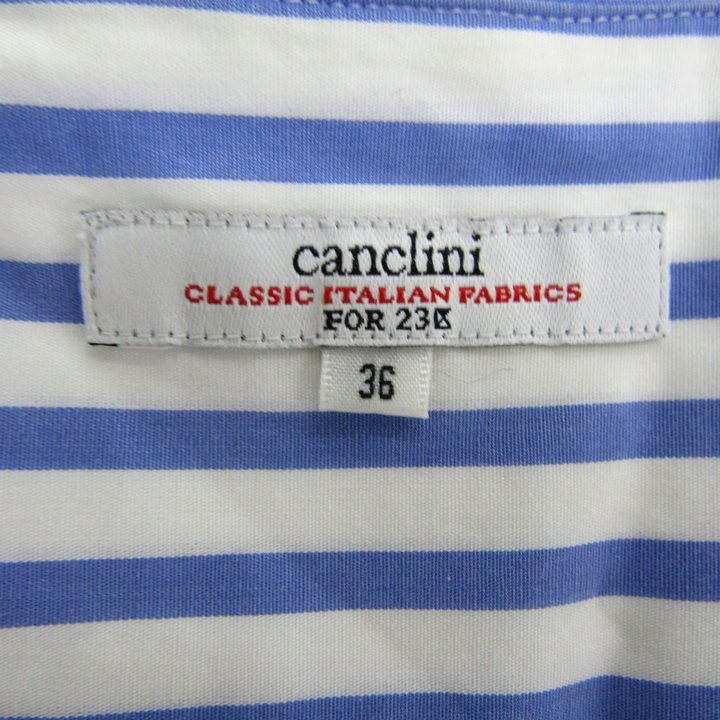 canclini
CLASSIC ITALIAN FABRICS
FOR 23区
36